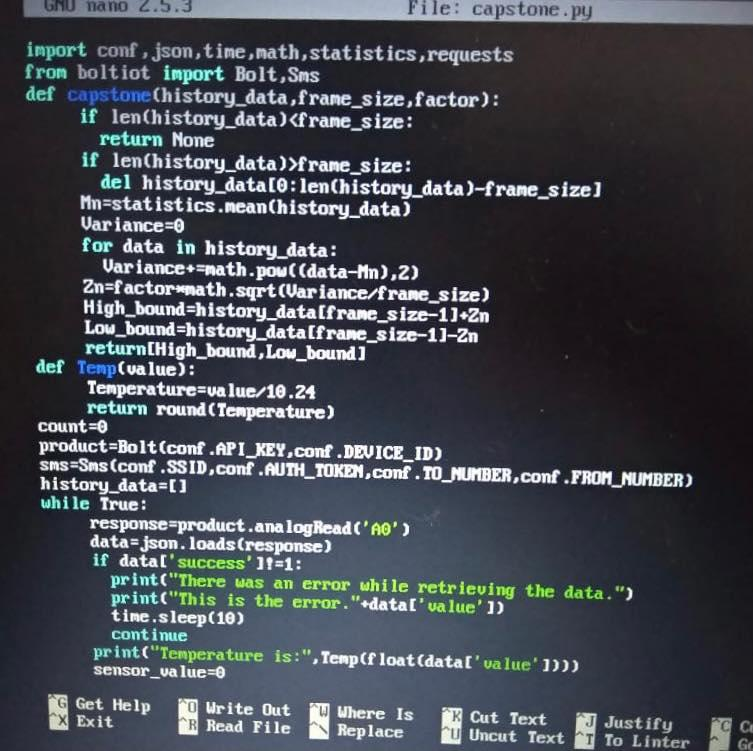 GNU nano 2.5.3 File: capstone.py
import conf,json,time,math,statistics,requests
from boltiot import Bolt,Sms
def capstone(history_data,frame_size,factor):
if len(history_data)<frame_size:
return None
if len(history_data)>frame_size:
del history_data[0:len(history_data)-frame_size]
Mn=statistics.mean(history_data)
Variance=0
for data in history_data:
Variance+=math.pow((data-Mn),2)
Zn=factor*math.sqrt(Variance/frame_size)
High_bound=history_data[frame_size-1]+Zn
Low_bound=history_data[frame_size-1]-Zn
return[High_bound,Low_bound]
def Temp(value):
Temperature=value/10.24
return round(Temperature)
count=0
product=Bolt(conf.API_KEY,conf.DEVICE_ID)
sms=Sms(conf.SSID,conf.AUTH_TOKEN,conf.TO_NUMBER,conf.FROM_NUMBER)
history_data=[]
while True:
response=product.analogRead('A0')
data=json.loads(response)
if data['success']!=1:
print("There was an error while retrieving the data.")
print("This is the error."+data['value'])
time.sleep(10)
continue
print("Temperature is:",Temp(float(data['value'])))
sensor_value=0
^G Get Help ^O Write Out ^W Where Is ^K Cut Text ^J Justify ^C
^X Exit ^R Read File ^\ Replace ^U Uncut Text ^T To Linter